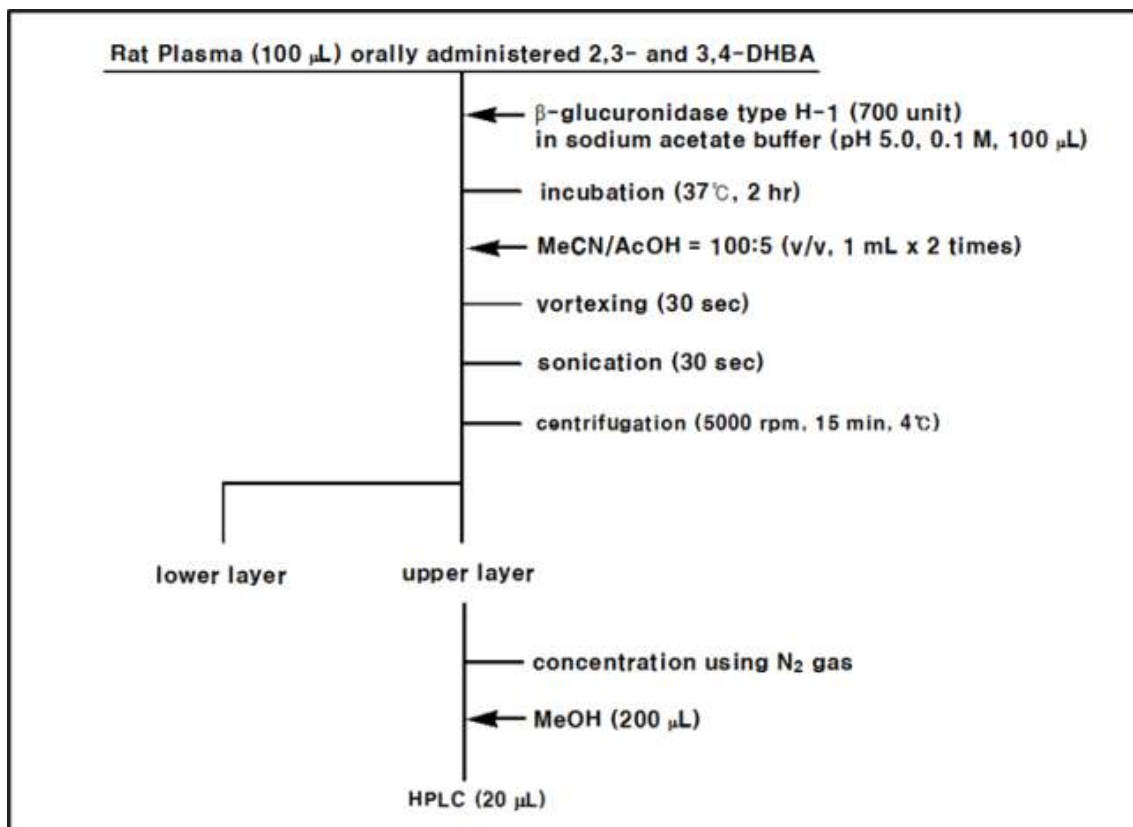 Rat Plasma (100 μL) orally administered 2,3- and 3,4-DHBA
β-glucuronidase type H-1 (700 unit)
in sodium acetate buffer (pH 5.0, 0.1 M, 100 μL)
incubation (37℃, 2 hr)
MeCN/AcOH = 100:5 (v/v, 1 mL x 2 times)
vortexing (30 sec)
sonication (30 sec)
centrifugation (5000 rpm, 15 min, 4℃)
lower layer
upper layer
concentration using N₂ gas
MeOH (200 μL)
HPLC (20 μL)